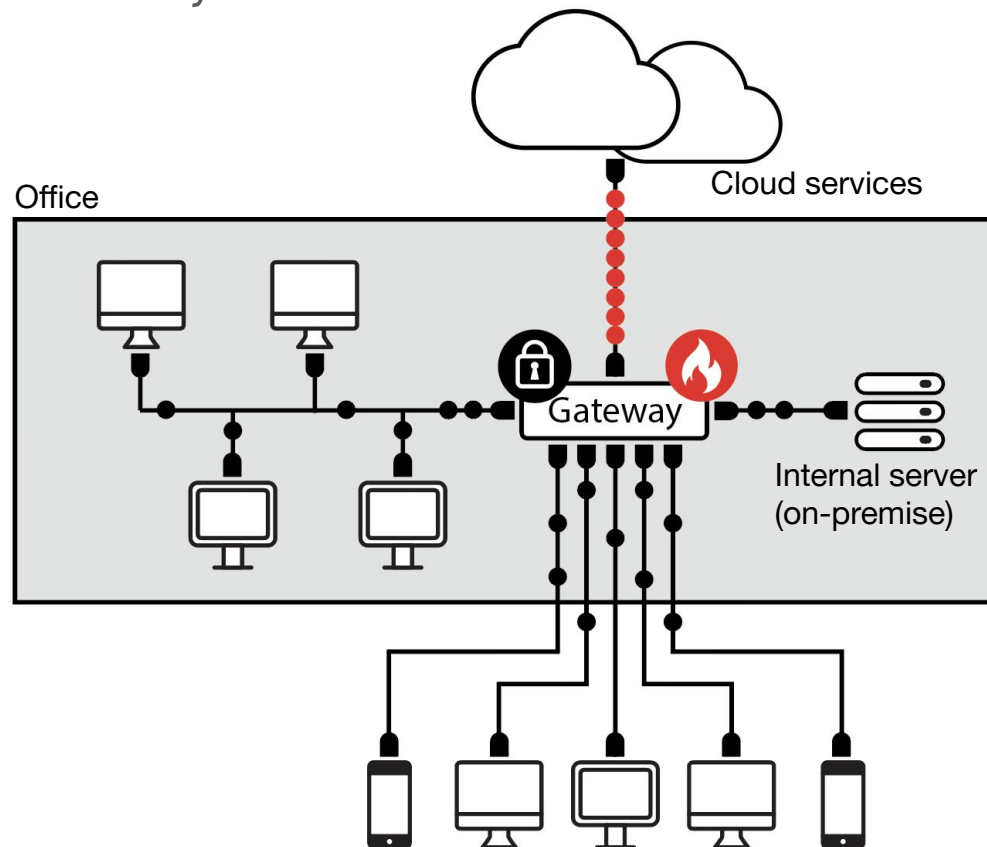 Cloud services
Office
Gateway
Internal server
(on-premise)